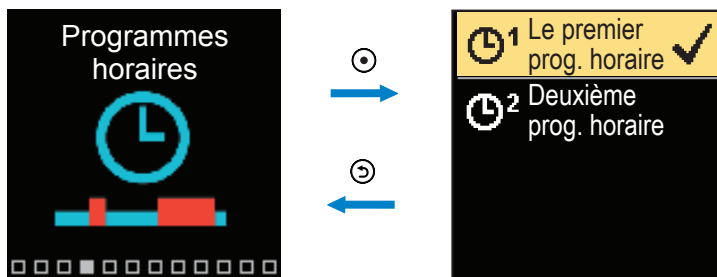 Programmes
horaires
1 Le premier
prog. horaire
2 Deuxième
prog. horaire